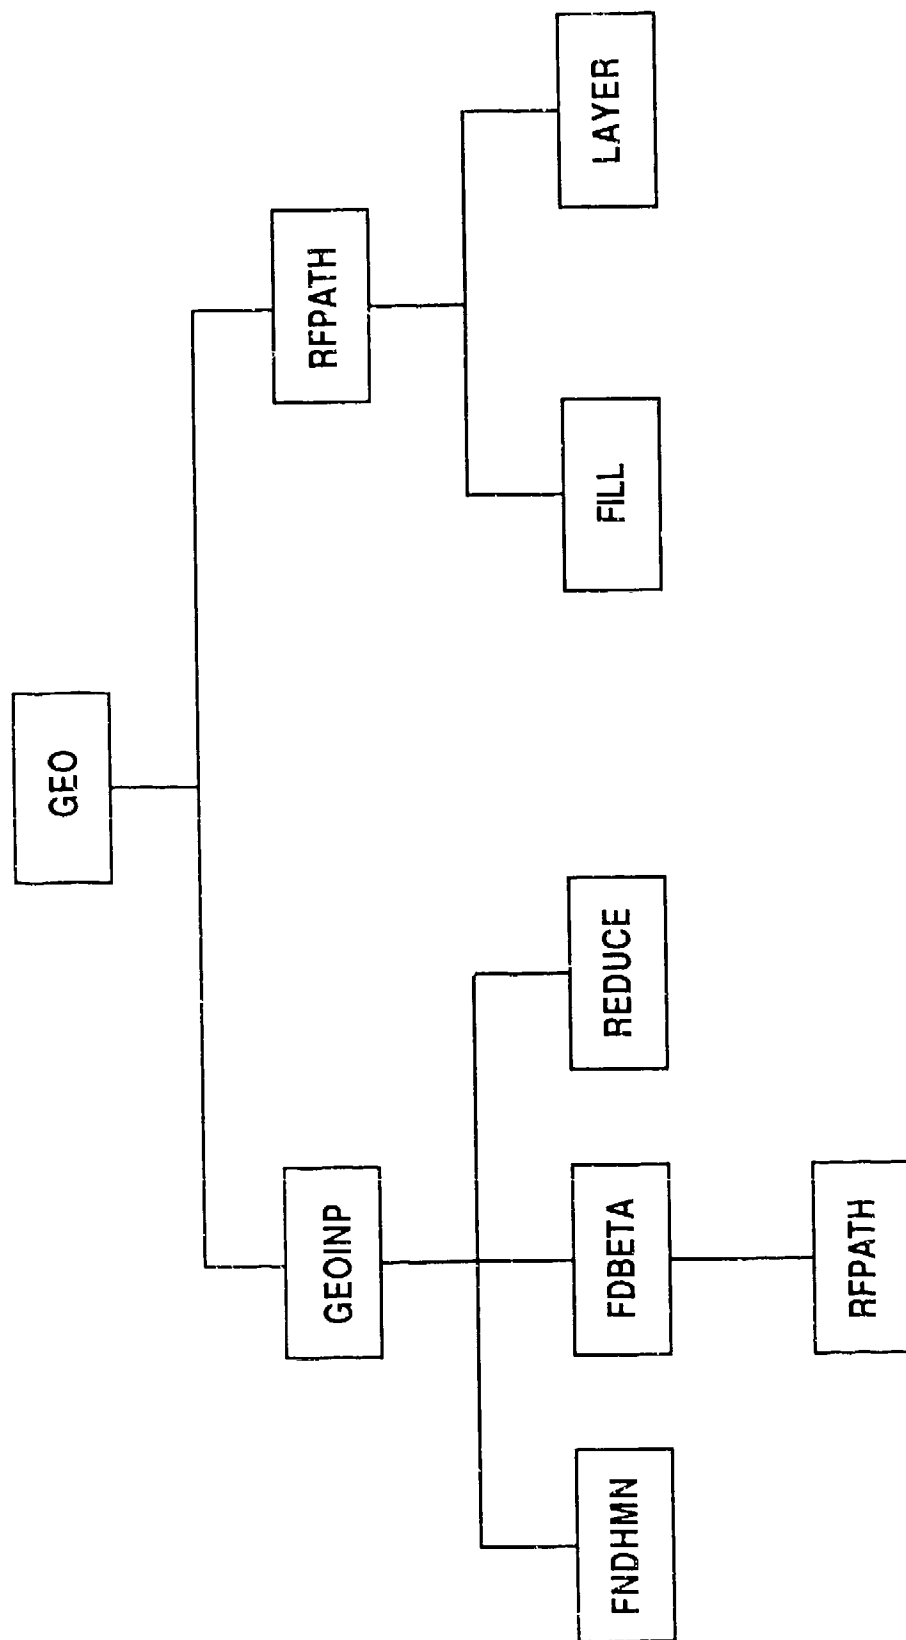 GEO
GEOINP
RFPATH
FNDHMN
FDBETA
REDUCE
FILL
LAYER
RFPATH